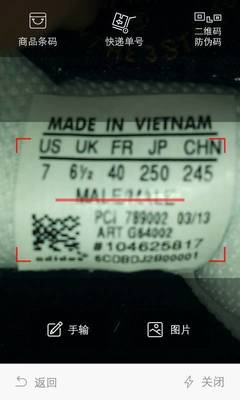 商品条码
快递单号
二维码
防伪码
MADE IN VIETNAM
US UK FR JP CHN
7 6½ 40 250 245
MALE/MALE
PCI 789002 03/13
ART G64002
#104625817
adidas 6CDBDJ2B00001
手输
图片
返回
关闭